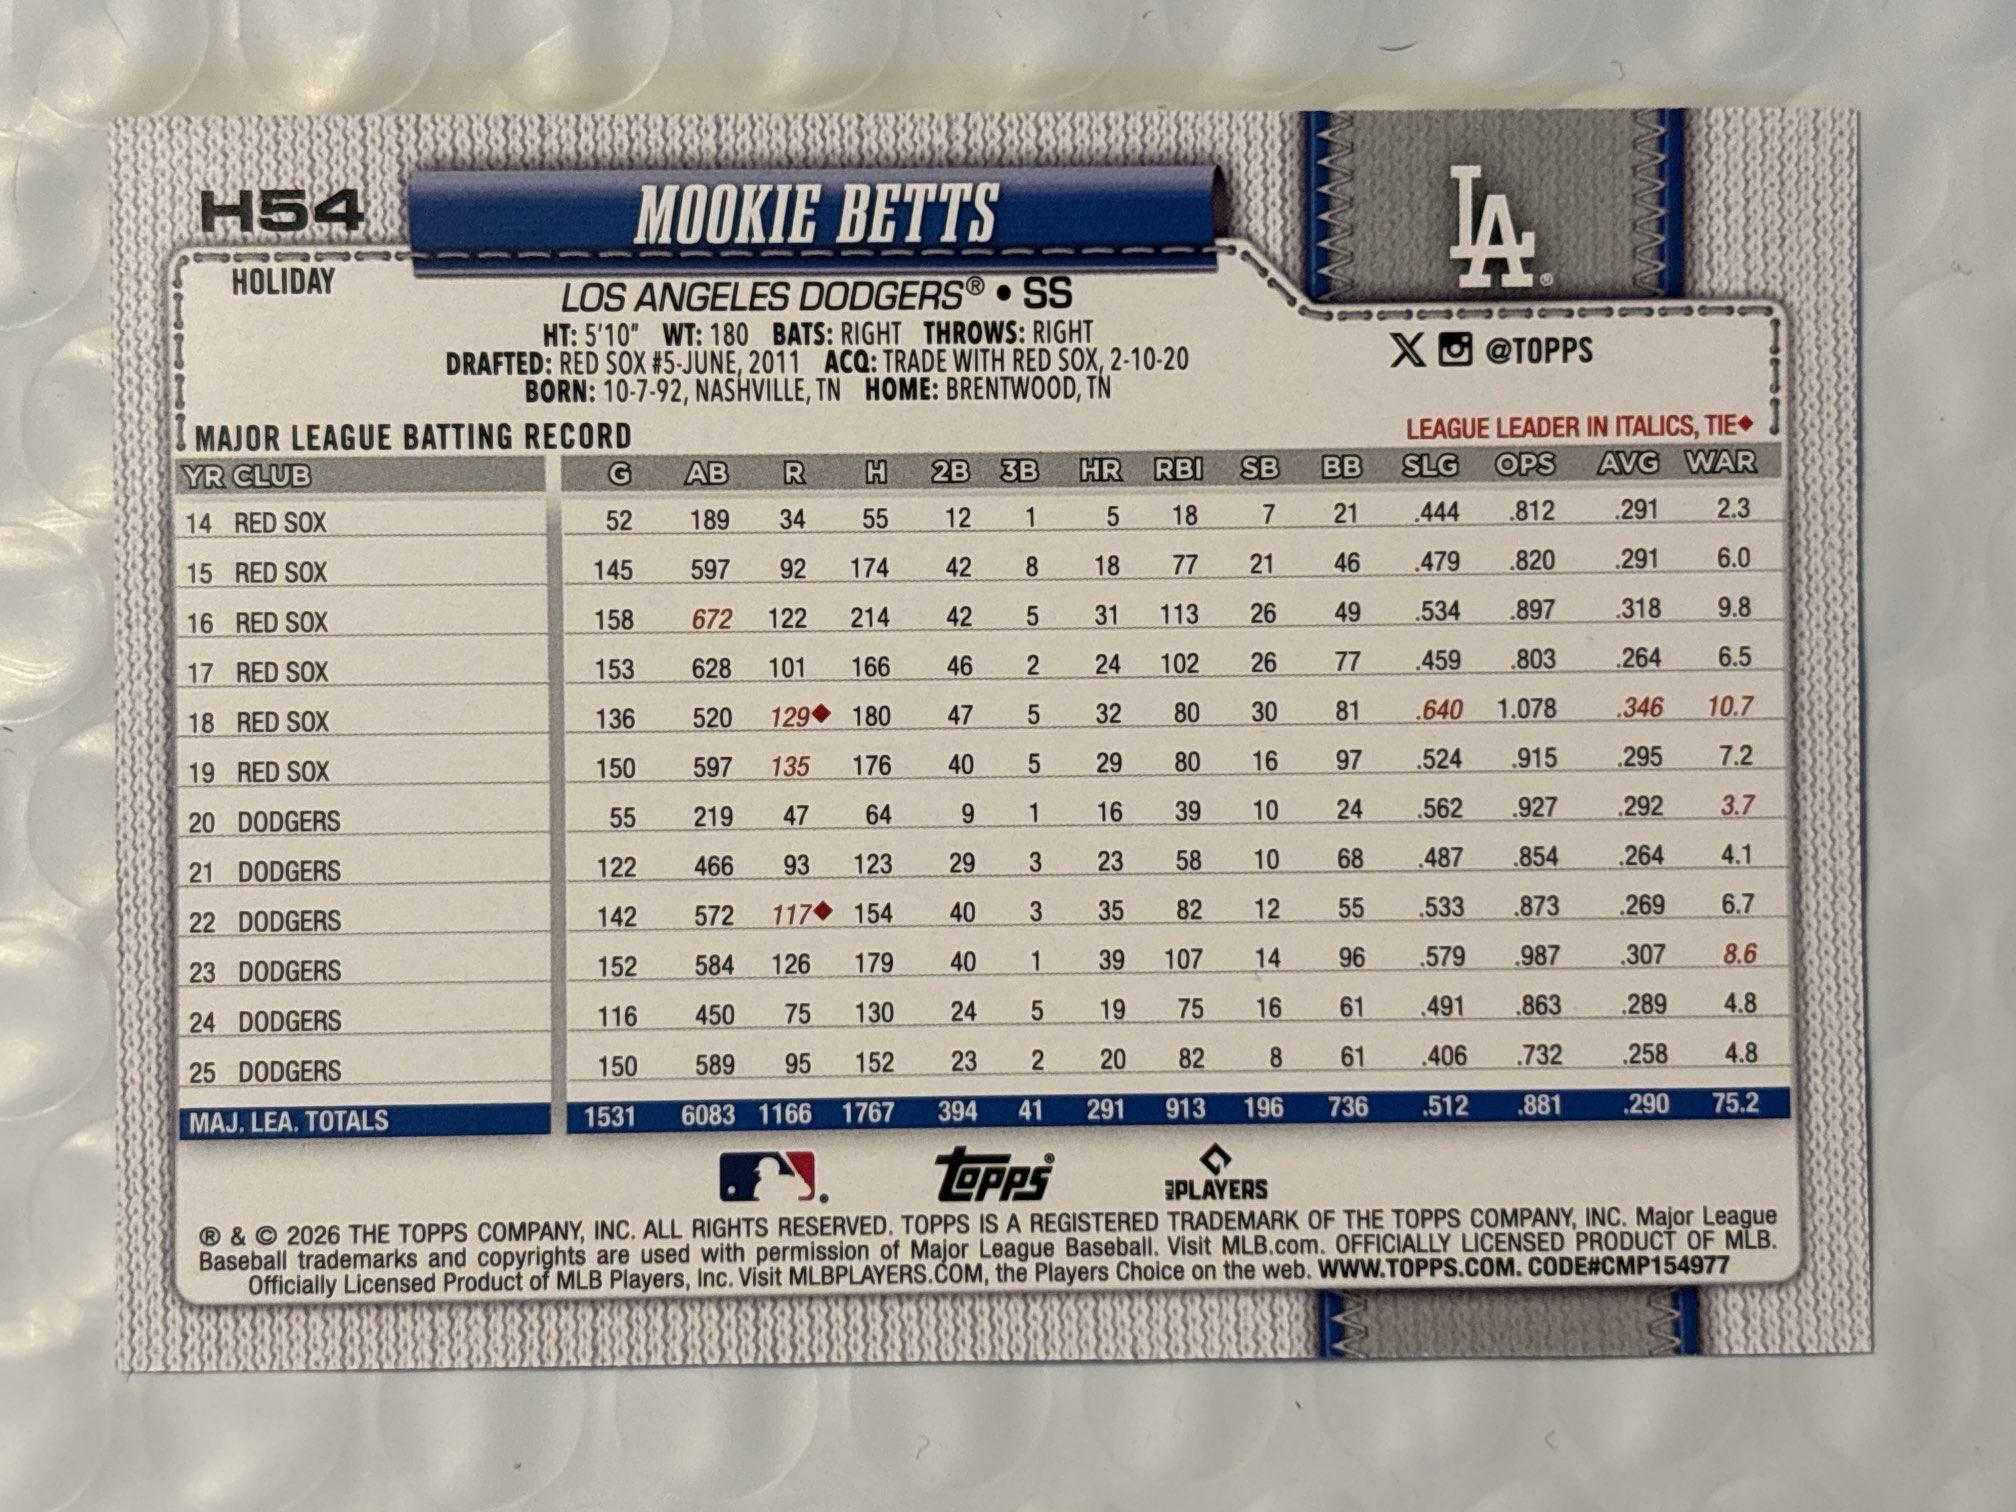 H54
MOOKIE BETTS
LA®
HOLIDAY
LOS ANGELES DODGERS® • SS
HT: 5'10" WT: 180 BATS: RIGHT THROWS: RIGHT
DRAFTED: RED SOX #5-JUNE, 2011 ACQ: TRADE WITH RED SOX, 2-10-20
BORN: 10-7-92, NASHVILLE, TN HOME: BRENTWOOD, TN
X @TOPPS
MAJOR LEAGUE BATTING RECORD
LEAGUE LEADER IN ITALICS, TIE♦
YR CLUB G AB R H 2B 3B HR RBI SB BB SLG OPS AVG WAR
14 RED SOX 52 189 34 55 12 1 5 18 7 21 .444 .812 .291 2.3
15 RED SOX 145 597 92 174 42 8 18 77 21 46 .479 .820 .291 6.0
16 RED SOX 158 672 122 214 42 5 31 113 26 49 .534 .897 .318 9.8
17 RED SOX 153 628 101 166 46 2 24 102 26 77 .459 .803 .264 6.5
18 RED SOX 136 520 129♦ 180 47 5 32 80 30 81 .640 1.078 .346 10.7
19 RED SOX 150 597 135 176 40 5 29 80 16 97 .524 .915 .295 7.2
20 DODGERS 55 219 47 64 9 1 16 39 10 24 .562 .927 .292 3.7
21 DODGERS 122 466 93 123 29 3 23 58 10 68 .487 .854 .264 4.1
22 DODGERS 142 572 117♦ 154 40 3 35 82 12 55 .533 .873 .269 6.7
23 DODGERS 152 584 126 179 40 1 39 107 14 96 .579 .987 .307 8.6
24 DODGERS 116 450 75 130 24 5 19 75 16 61 .491 .863 .289 4.8
25 DODGERS 150 589 95 152 23 2 20 82 8 61 .406 .732 .258 4.8
MAJ. LEA. TOTALS 1531 6083 1166 1767 394 41 291 913 196 736 .512 .881 .290 75.2
Topps®
PLAYERS
® & © 2026 THE TOPPS COMPANY, INC. ALL RIGHTS RESERVED. TOPPS IS A REGISTERED TRADEMARK OF THE TOPPS COMPANY, INC. Major League
Baseball trademarks and copyrights are used with permission of Major League Baseball. Visit MLB.com. OFFICIALLY LICENSED PRODUCT OF MLB.
Officially Licensed Product of MLB Players, Inc. Visit MLBPLAYERS.COM, the Players Choice on the web. WWW.TOPPS.COM. CODE#CMP154977